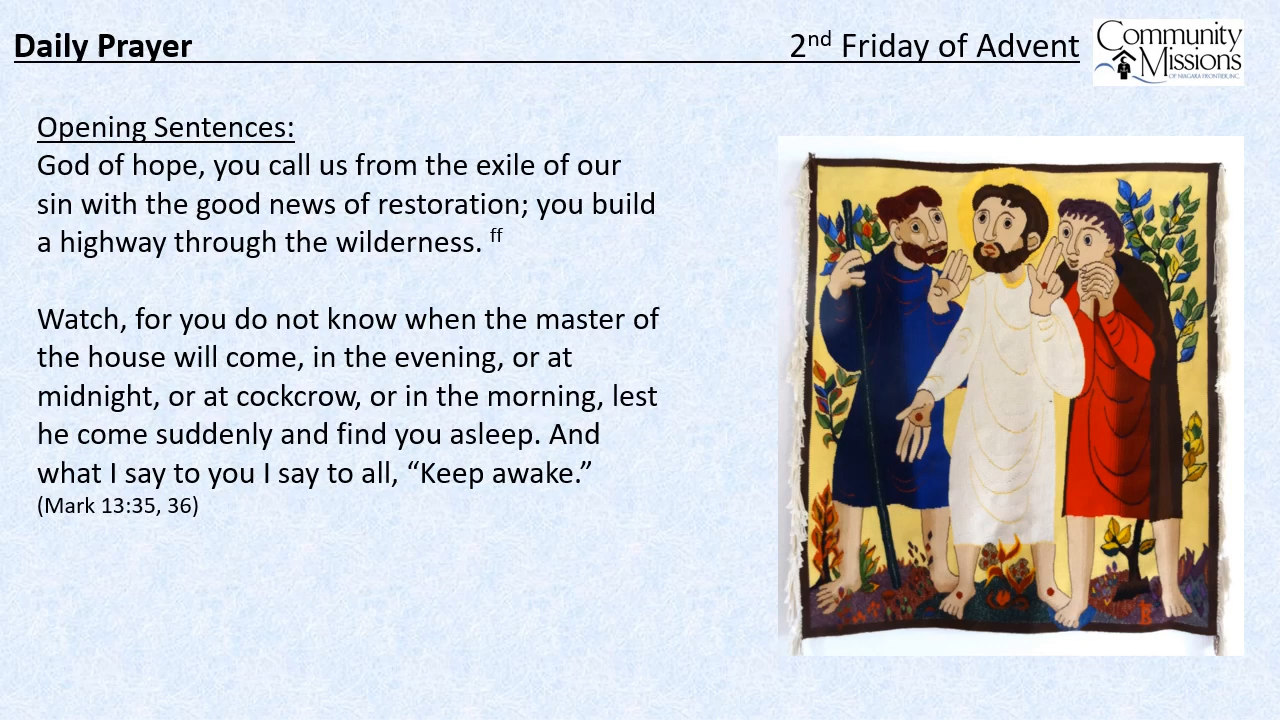 Daily Prayer 2nd Friday of Advent
Community
Missions
OF NIAGARA FRONTIER, INC.
Opening Sentences:
God of hope, you call us from the exile of our
sin with the good news of restoration; you build
a highway through the wilderness. ff
Watch, for you do not know when the master of
the house will come, in the evening, or at
midnight, or at cockcrow, or in the morning, lest
he come suddenly and find you asleep. And
what I say to you I say to all, “Keep awake.”
(Mark 13:35, 36)